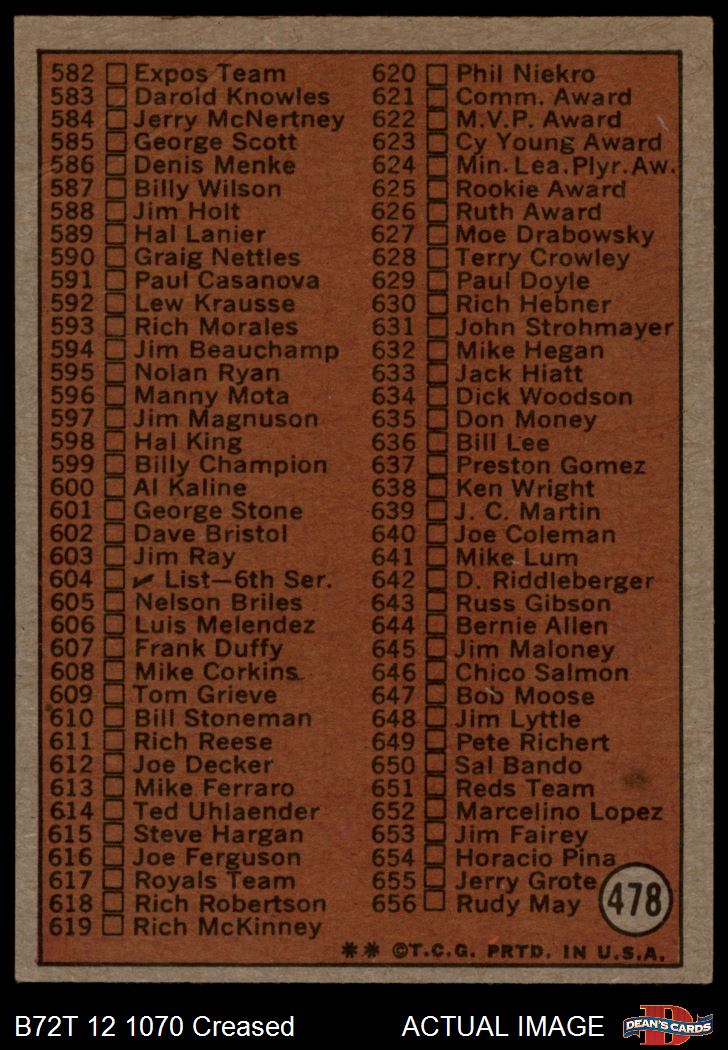 582 Expos Team
583 Darold Knowles
584 Jerry McNertney
585 George Scott
586 Denis Menke
587 Billy Wilson
588 Jim Holt
589 Hal Lanier
590 Graig Nettles
591 Paul Casanova
592 Lew Krausse
593 Rich Morales
594 Jim Beauchamp
595 Nolan Ryan
596 Manny Mota
597 Jim Magnuson
598 Hal King
599 Billy Champion
600 Al Kaline
601 George Stone
602 Dave Bristol
603 Jim Ray
604 ✔ List—6th Ser.
605 Nelson Briles
606 Luis Melendez
607 Frank Duffy
608 Mike Corkins
609 Tom Grieve
610 Bill Stoneman
611 Rich Reese
612 Joe Decker
613 Mike Ferraro
614 Ted Uhlaender
615 Steve Hargan
616 Joe Ferguson
617 Royals Team
618 Rich Robertson
619 Rich McKinney
620 Phil Niekro
621 Comm. Award
622 M.V.P. Award
623 Cy Young Award
624 Min. Lea. Plyr. Aw.
625 Rookie Award
626 Ruth Award
627 Moe Drabowsky
628 Terry Crowley
629 Paul Doyle
630 Rich Hebner
631 John Strohmayer
632 Mike Hegan
633 Jack Hiatt
634 Dick Woodson
635 Don Money
636 Bill Lee
637 Preston Gomez
638 Ken Wright
639 J. C. Martin
640 Joe Coleman
641 Mike Lum
642 D. Riddleberger
643 Russ Gibson
644 Bernie Allen
645 Jim Maloney
646 Chico Salmon
647 Bob Moose
648 Jim Lyttle
649 Pete Richert
650 Sal Bando
651 Reds Team
652 Marcelino Lopez
653 Jim Fairey
654 Horacio Pina
655 Jerry Grote
656 Rudy May
478
** ©T.C.G. PRTD. IN U.S.A.
B72T 12 1070 Creased
ACTUAL IMAGE
D
DEAN'S CARDS